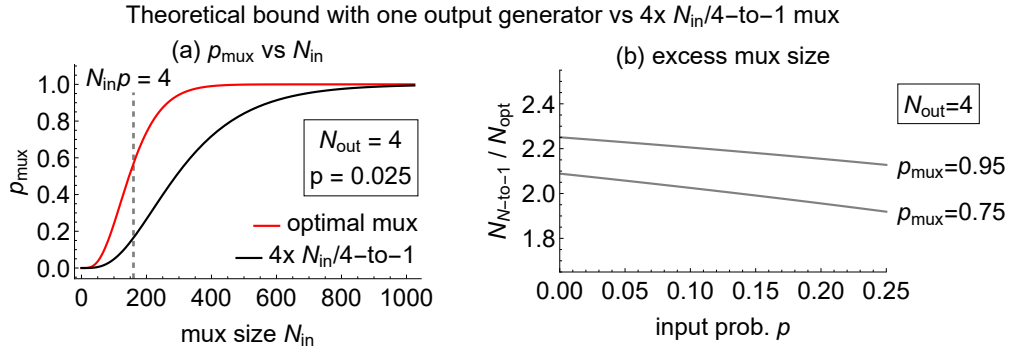 Theoretical bound with one output generator vs 4x N_in/4−to−1 mux
(a) p_mux vs N_in
N_in p = 4
1.0
0.8
0.6
0.4
0.2
0.0
p_mux
N_out = 4
p = 0.025
optimal mux
4x N_in/4−to−1
0 200 400 600 800 1000
mux size N_in
(b) excess mux size
N_out=4
2.4
2.2
2.0
1.8
N_N−to−1 / N_opt
p_mux=0.95
p_mux=0.75
0.00 0.05 0.10 0.15 0.20 0.25
input prob. p